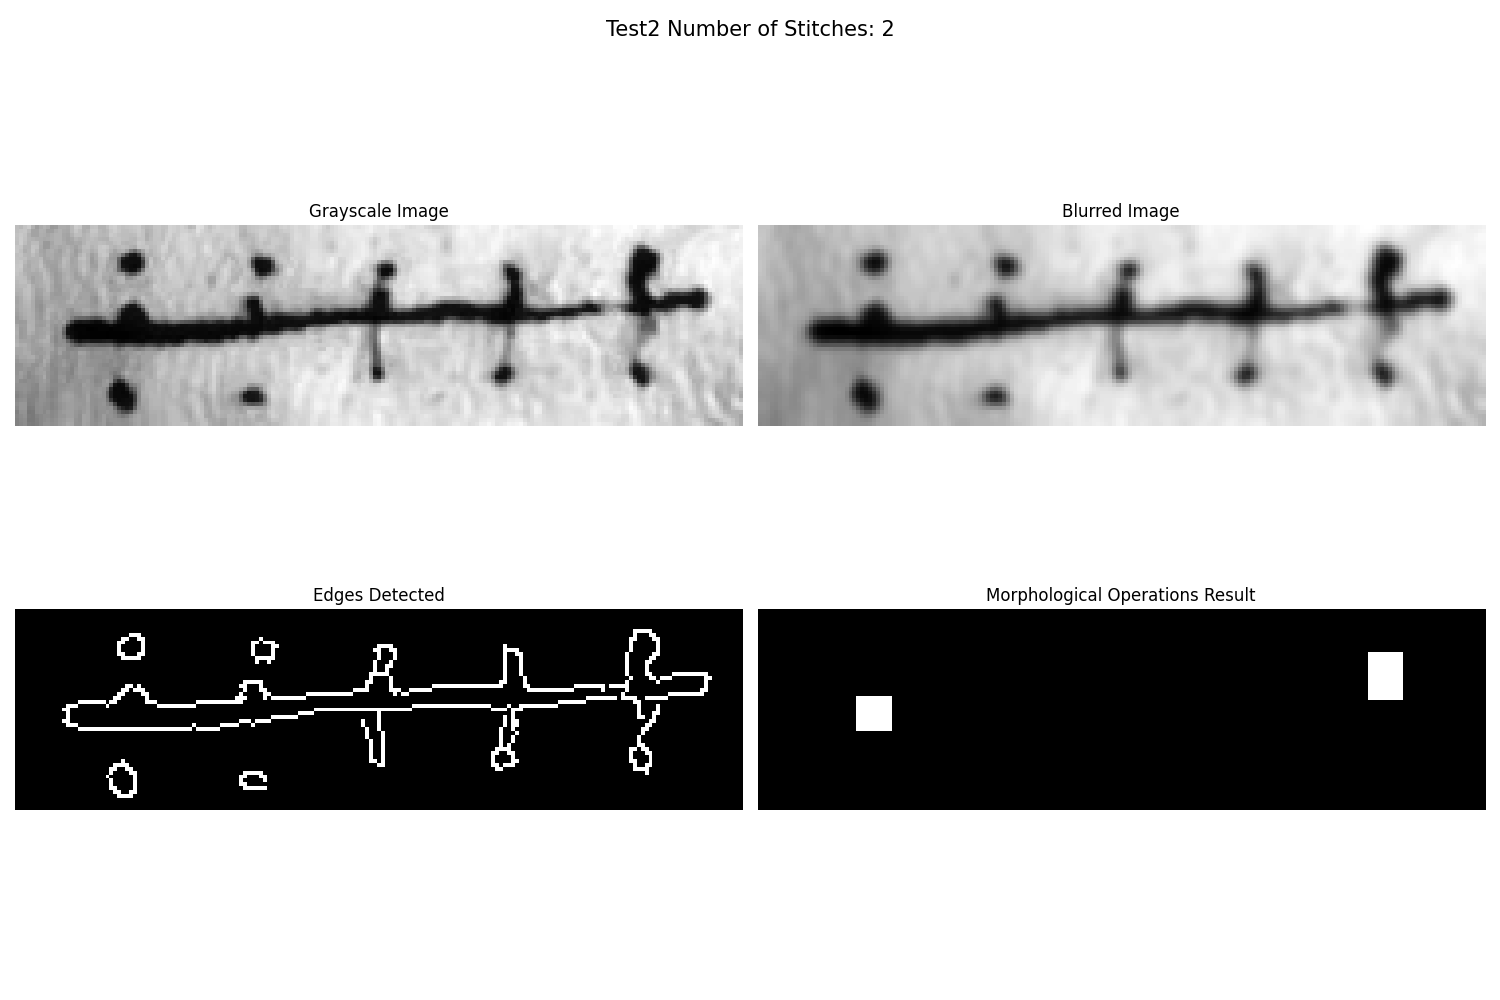 Test2 Number of Stitches: 2
Grayscale Image
Blurred Image
Edges Detected
Morphological Operations Result